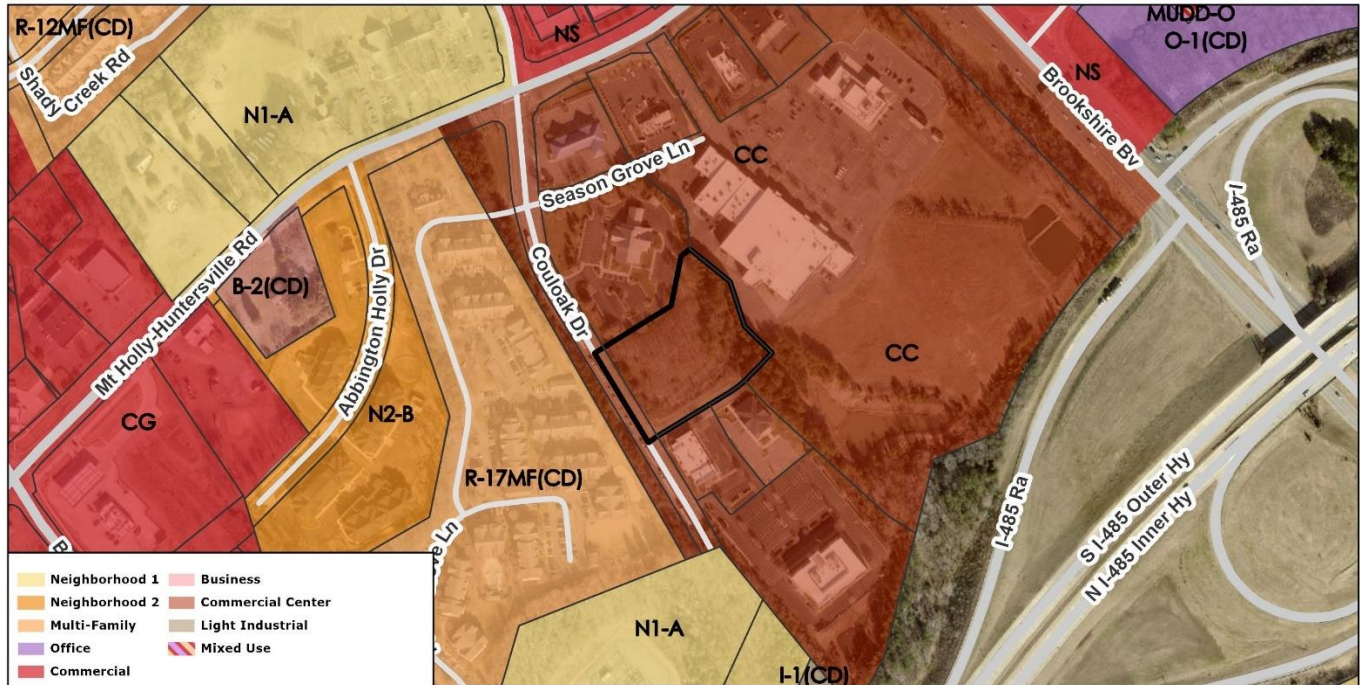 R-12MF(CD)
Shady Creek Rd
N1-A
NS
MUDD-O
O-1(CD)
NS
Brookshire Bv
I-485 Ra
CC
Season Grove Ln
Couloak Dr
B-2(CD)
Abbington Holly Dr
Mt Holly-Huntersville Rd
CG
N2-B
R-17MF(CD)
CC
I-485 Ra
S I-485 Outer Hy
N I-485 Inner Hy
N1-A
I-1(CD)
Neighborhood 1
Neighborhood 2
Multi-Family
Office
Commercial
Business
Commercial Center
Light Industrial
Mixed Use